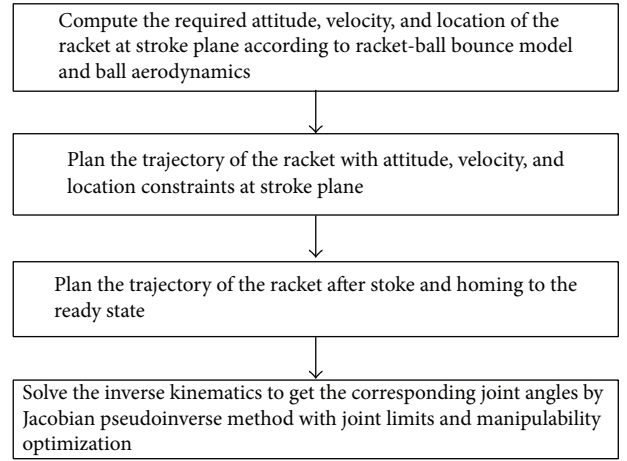 Compute the required attitude, velocity, and location of the
racket at stroke plane according to racket-ball bounce model
and ball aerodynamics
Plan the trajectory of the racket with attitude, velocity, and
location constraints at stroke plane
Plan the trajectory of the racket after stoke and homing to the
ready state
Solve the inverse kinematics to get the corresponding joint angles by
Jacobian pseudoinverse method with joint limits and manipulability
optimization